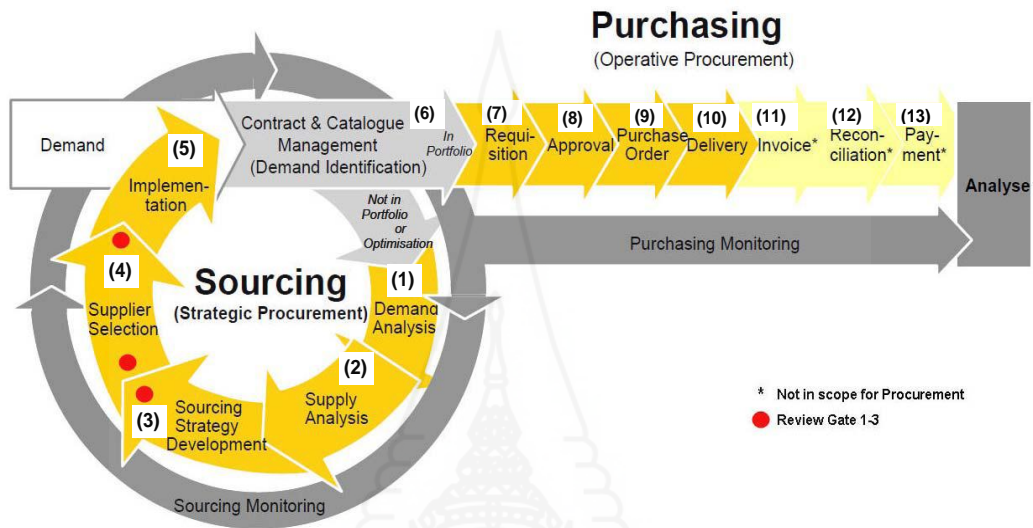 Purchasing
(Operative Procurement)
Demand
Contract & Catalogue
Management
(Demand Identification)
(6)
In
Portfolio
(7)
Requi-
sition
(8)
Approval
(9)
Purchase
Order
(10)
Delivery
(11)
Invoice*
(12)
Recon-
ciliation*
(13)
Pay-
ment*
Analyse
Purchasing Monitoring
Not in
Portfolio
or
Optimisation
Sourcing
(Strategic Procurement)
(1)
Demand
Analysis
(2)
Supply
Analysis
(3)
Sourcing
Strategy
Development
(4)
Supplier
Selection
(5)
Implemen-
tation
Sourcing Monitoring
* Not in scope for Procurement
Review Gate 1-3